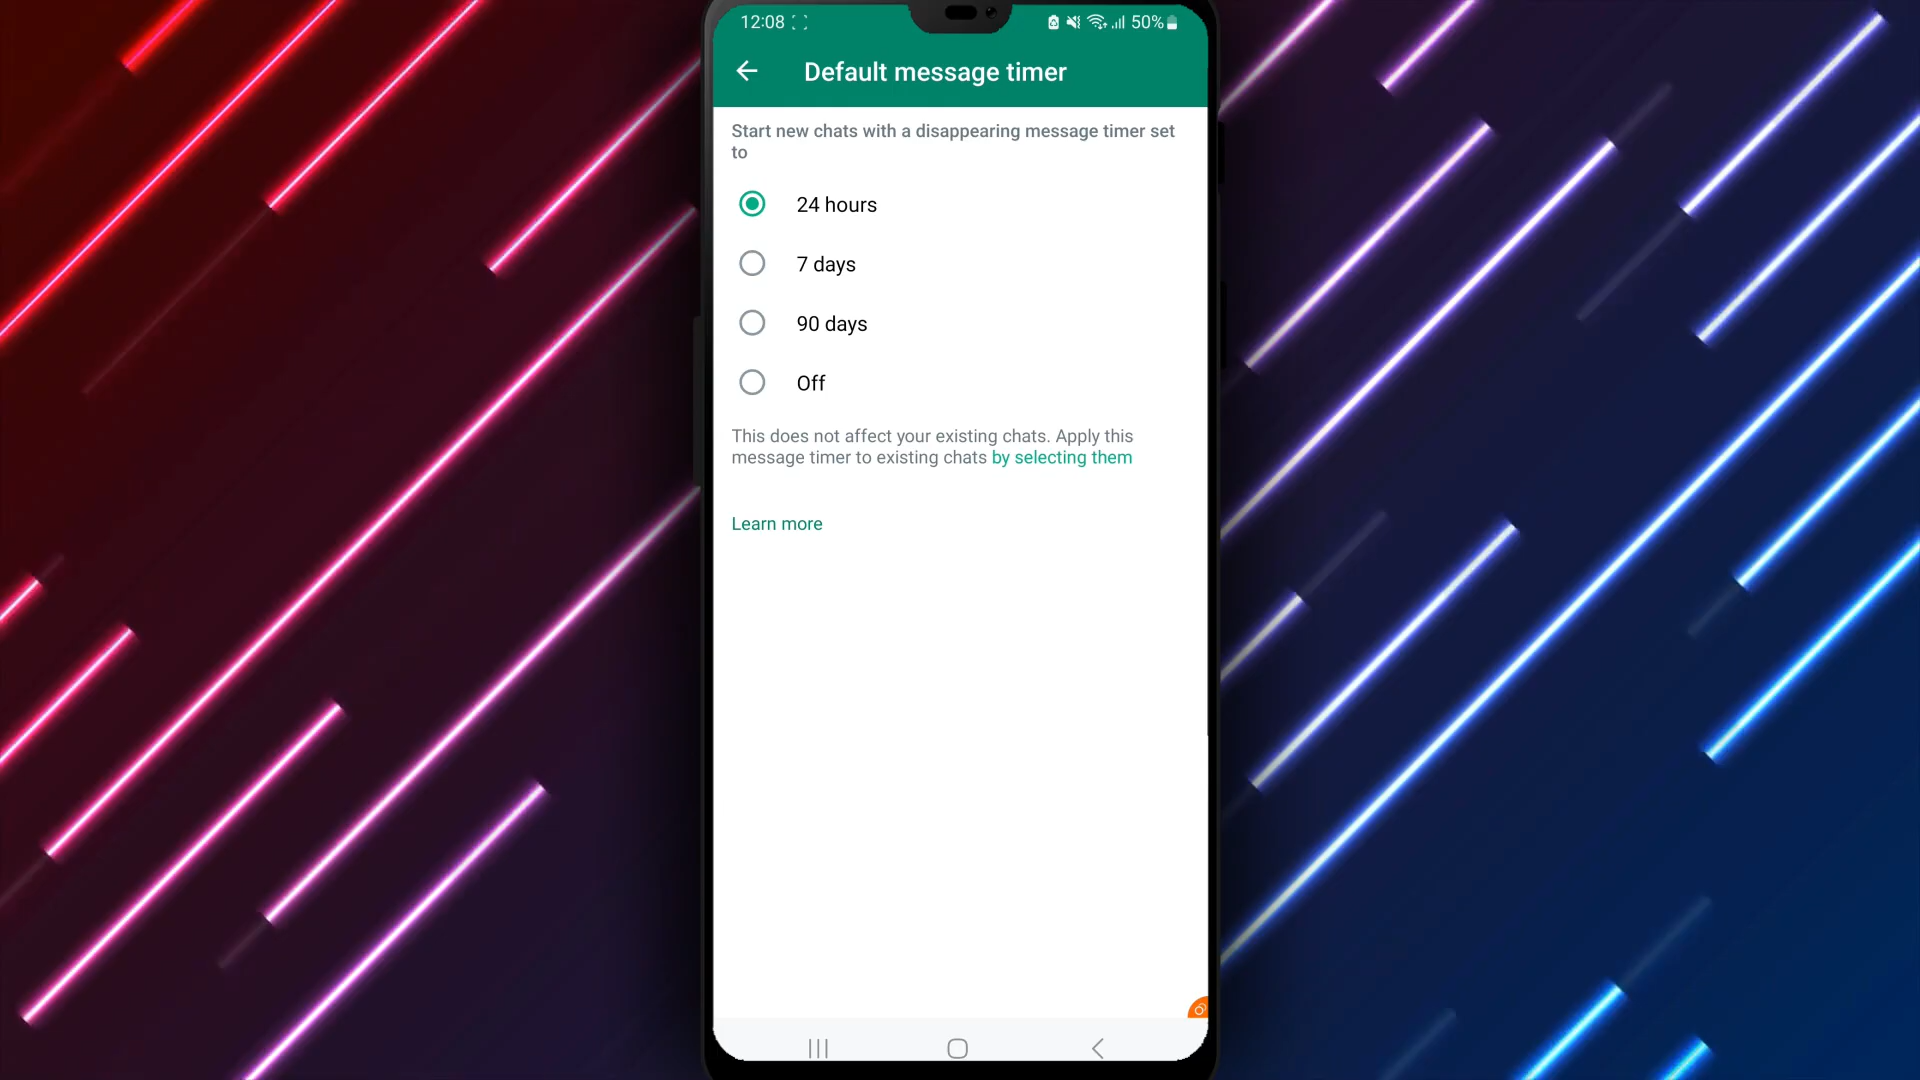 12:08 50%
Default message timer
Start new chats with a disappearing message timer set
to
24 hours
7 days
90 days
Off
This does not affect your existing chats. Apply this
message timer to existing chats by selecting them
Learn more